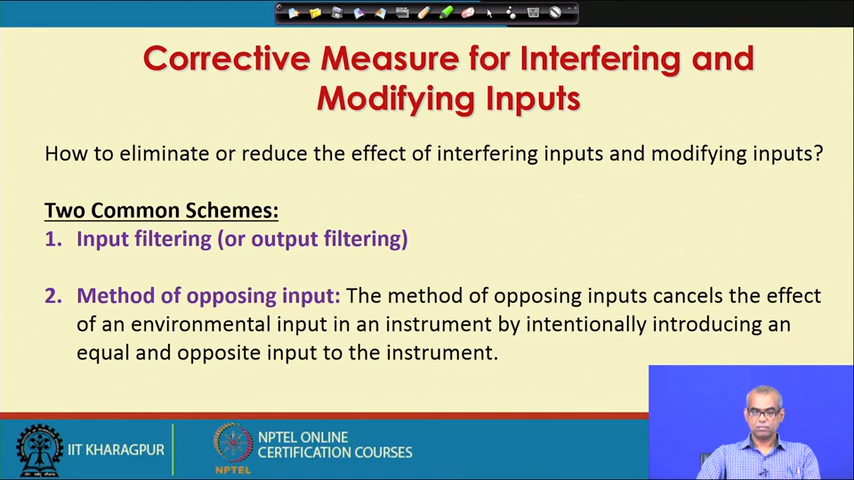 Corrective Measure for Interfering and
Modifying Inputs
How to eliminate or reduce the effect of interfering inputs and modifying inputs?
Two Common Schemes:
1. Input filtering (or output filtering)
2. Method of opposing input: The method of opposing inputs cancels the effect
of an environmental input in an instrument by intentionally introducing an
equal and opposite input to the instrument.
IIT KHARAGPUR
NPTEL
NPTEL ONLINE
CERTIFICATION COURSES